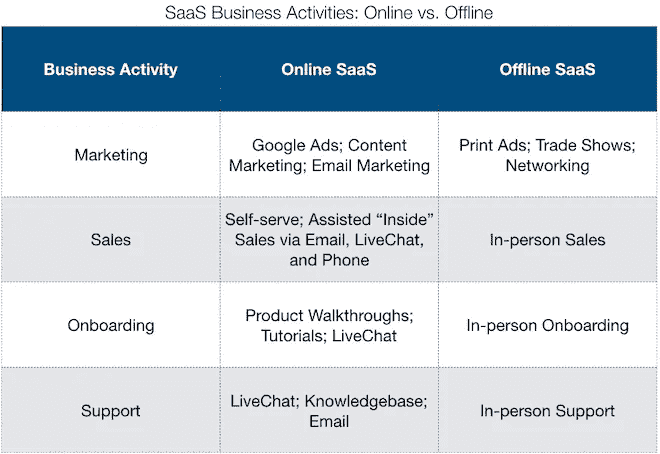 SaaS Business Activities: Online vs. Offline
Business Activity
Online SaaS
Offline SaaS
Marketing
Google Ads; Content
Marketing; Email Marketing
Print Ads; Trade Shows;
Networking
Sales
Self-serve; Assisted “Inside”
Sales via Email, LiveChat,
and Phone
In-person Sales
Onboarding
Product Walkthroughs;
Tutorials; LiveChat
In-person Onboarding
Support
LiveChat; Knowledgebase;
Email
In-person Support